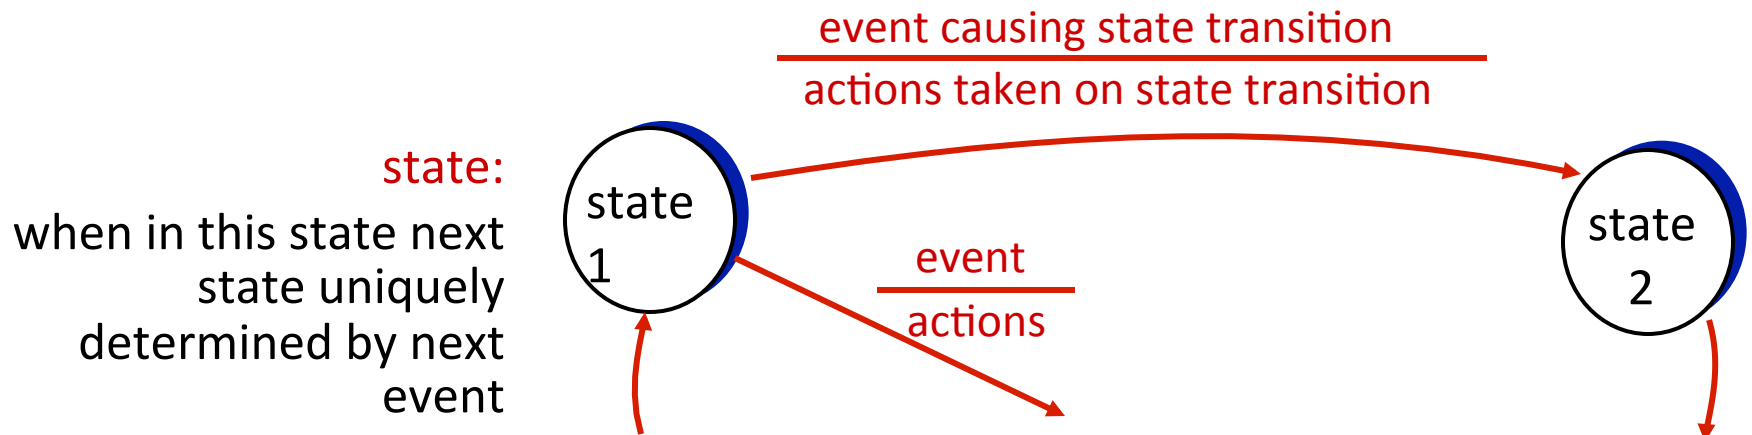 event causing state transition
actions taken on state transition
state:
when in this state next
state uniquely
determined by next
event
state
1
event
actions
state
2